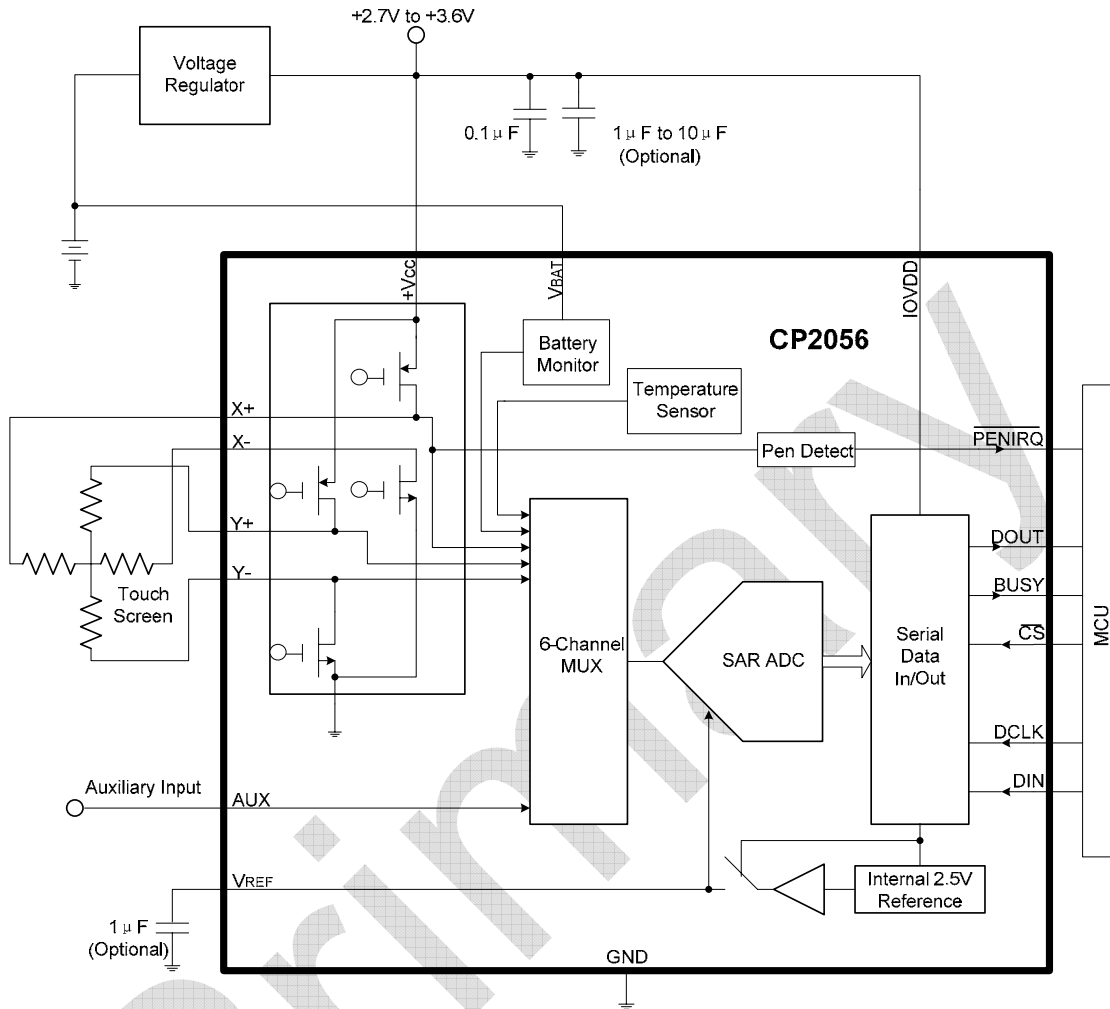 +2.7V to +3.6V
Voltage
Regulator
0.1μF
1μF to 10μF
(Optional)
+VCC
VBAT
IOVDD
CP2056
Battery
Monitor
Temperature
Sensor
X+
X-
Y+
Y-
Touch
Screen
Pen Detect
PENIRQ
DOUT
BUSY
CS
DCLK
DIN
MCU
6-Channel
MUX
SAR ADC
Serial
Data
In/Out
Auxiliary Input
AUX
VREF
Internal 2.5V
Reference
1μF
(Optional)
GND